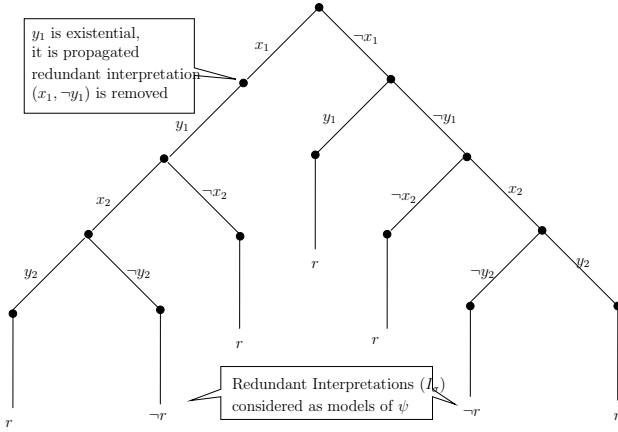 y₁ is existential,
it is propagated
redundant interpretation
(x₁, ¬y₁) is removed
x₁
¬x₁
y₁
y₁
¬y₁
x₂
¬x₂
¬x₂
x₂
y₂
¬y₂
¬y₂
y₂
r
r
r
Redundant Interpretations (Iₐ)
considered as models of ψ
r
¬r
¬r
r